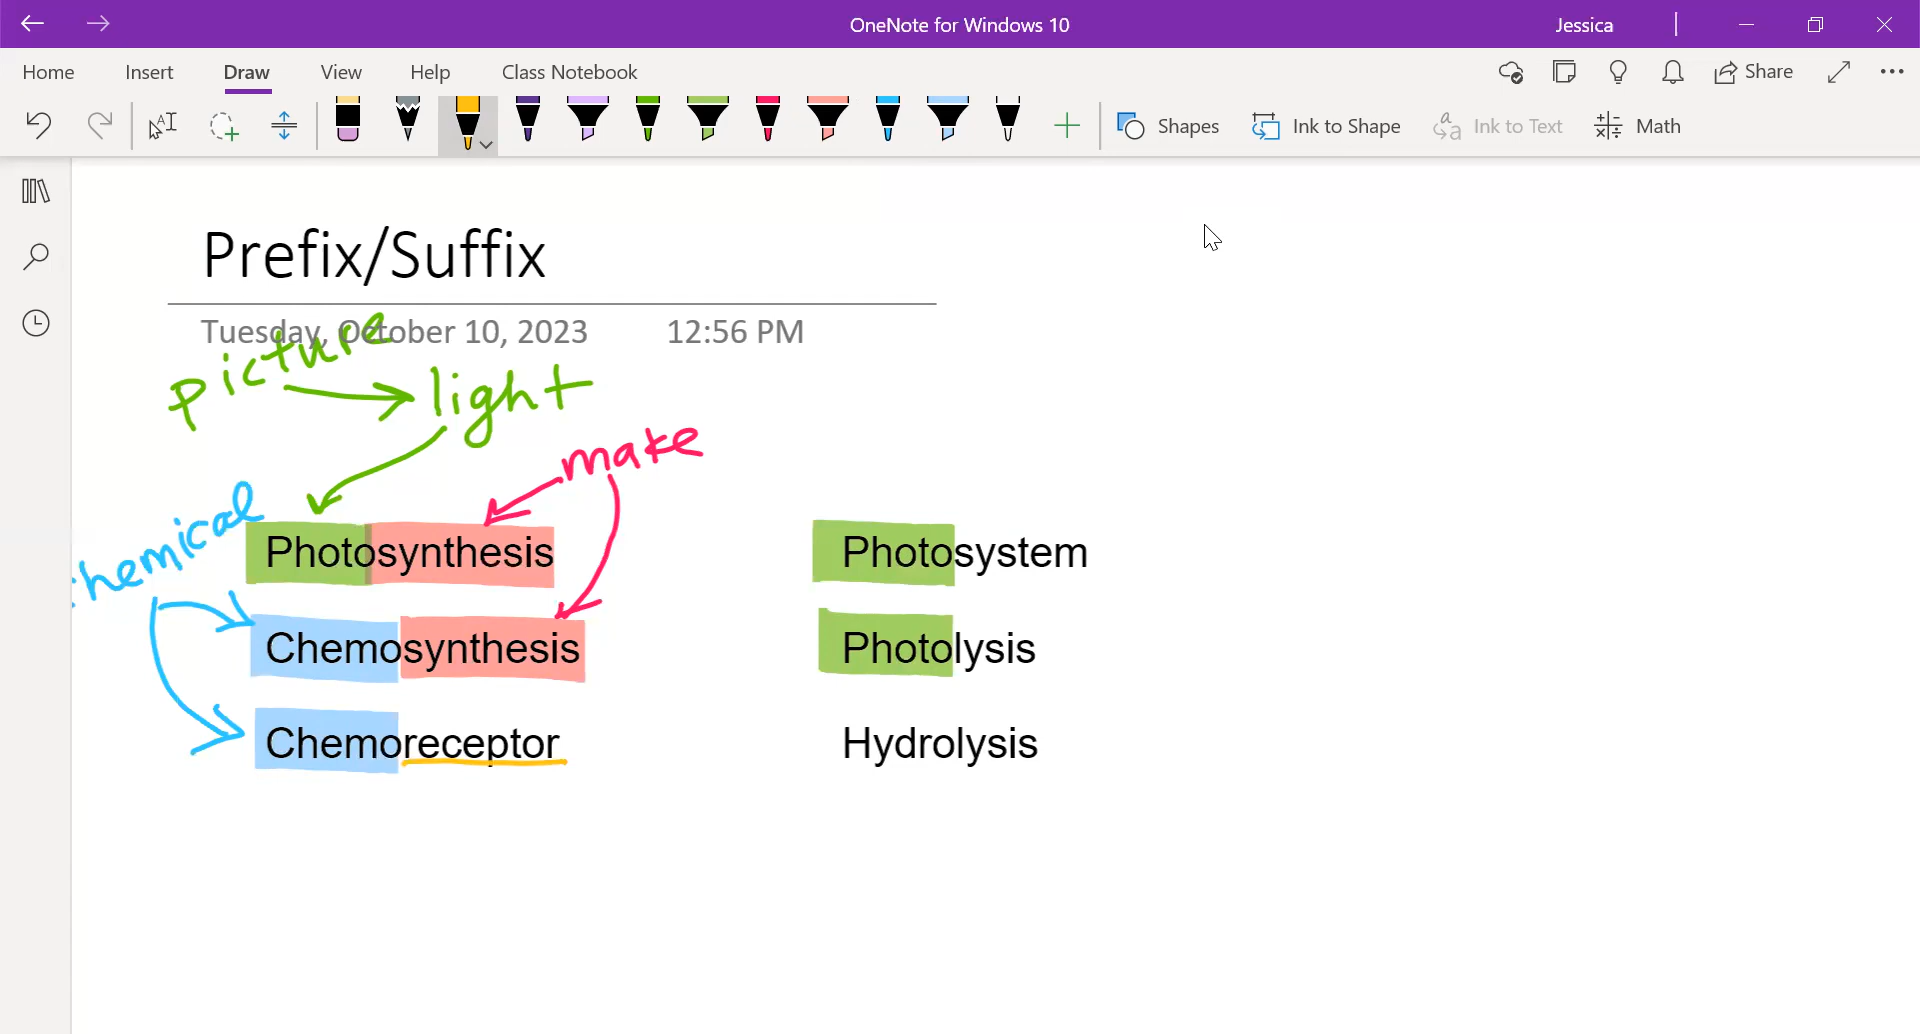 OneNote for Windows 10
Jessica
Home Insert Draw View Help Class Notebook
Share
Shapes Ink to Shape Ink to Text Math
Prefix/Suffix
Tuesday, October 10, 2023 12:56 PM
picture
light
make
chemical
Photosynthesis Photosystem
Chemosynthesis Photolysis
Chemoreceptor Hydrolysis